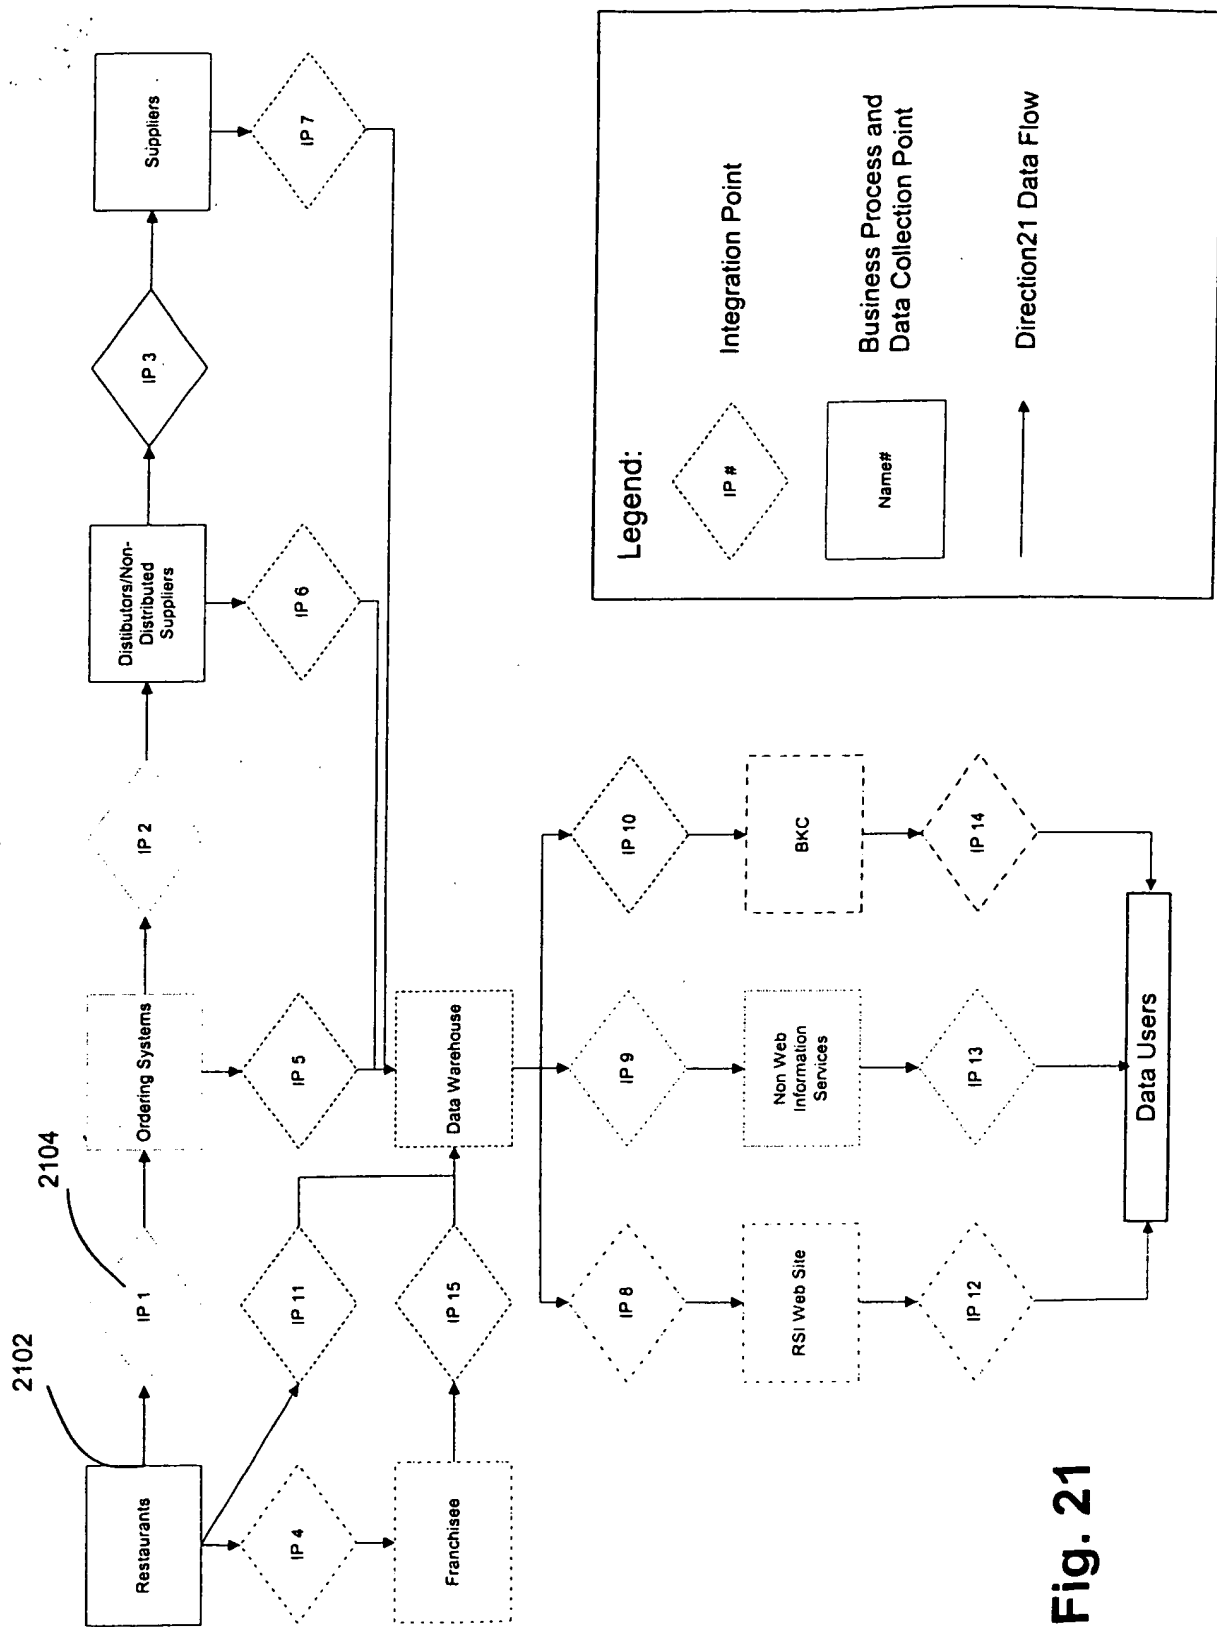 2102
2104
Restaurants
IP 1
Ordering Systems
IP 2
Distibutors/Non-
Distributed
Suppliers
IP 3
Suppliers
IP 4
IP 11
IP 5
IP 6
IP 7
Franchisee
IP 15
Data Warehouse
IP 8
IP 9
IP 10
RSI Web Site
Non Web
Information
Services
BKC
IP 12
IP 13
IP 14
Data Users
Legend:
IP #
Integration Point
Name#
Business Process and
Data Collection Point
Direction21 Data Flow
Fig. 21